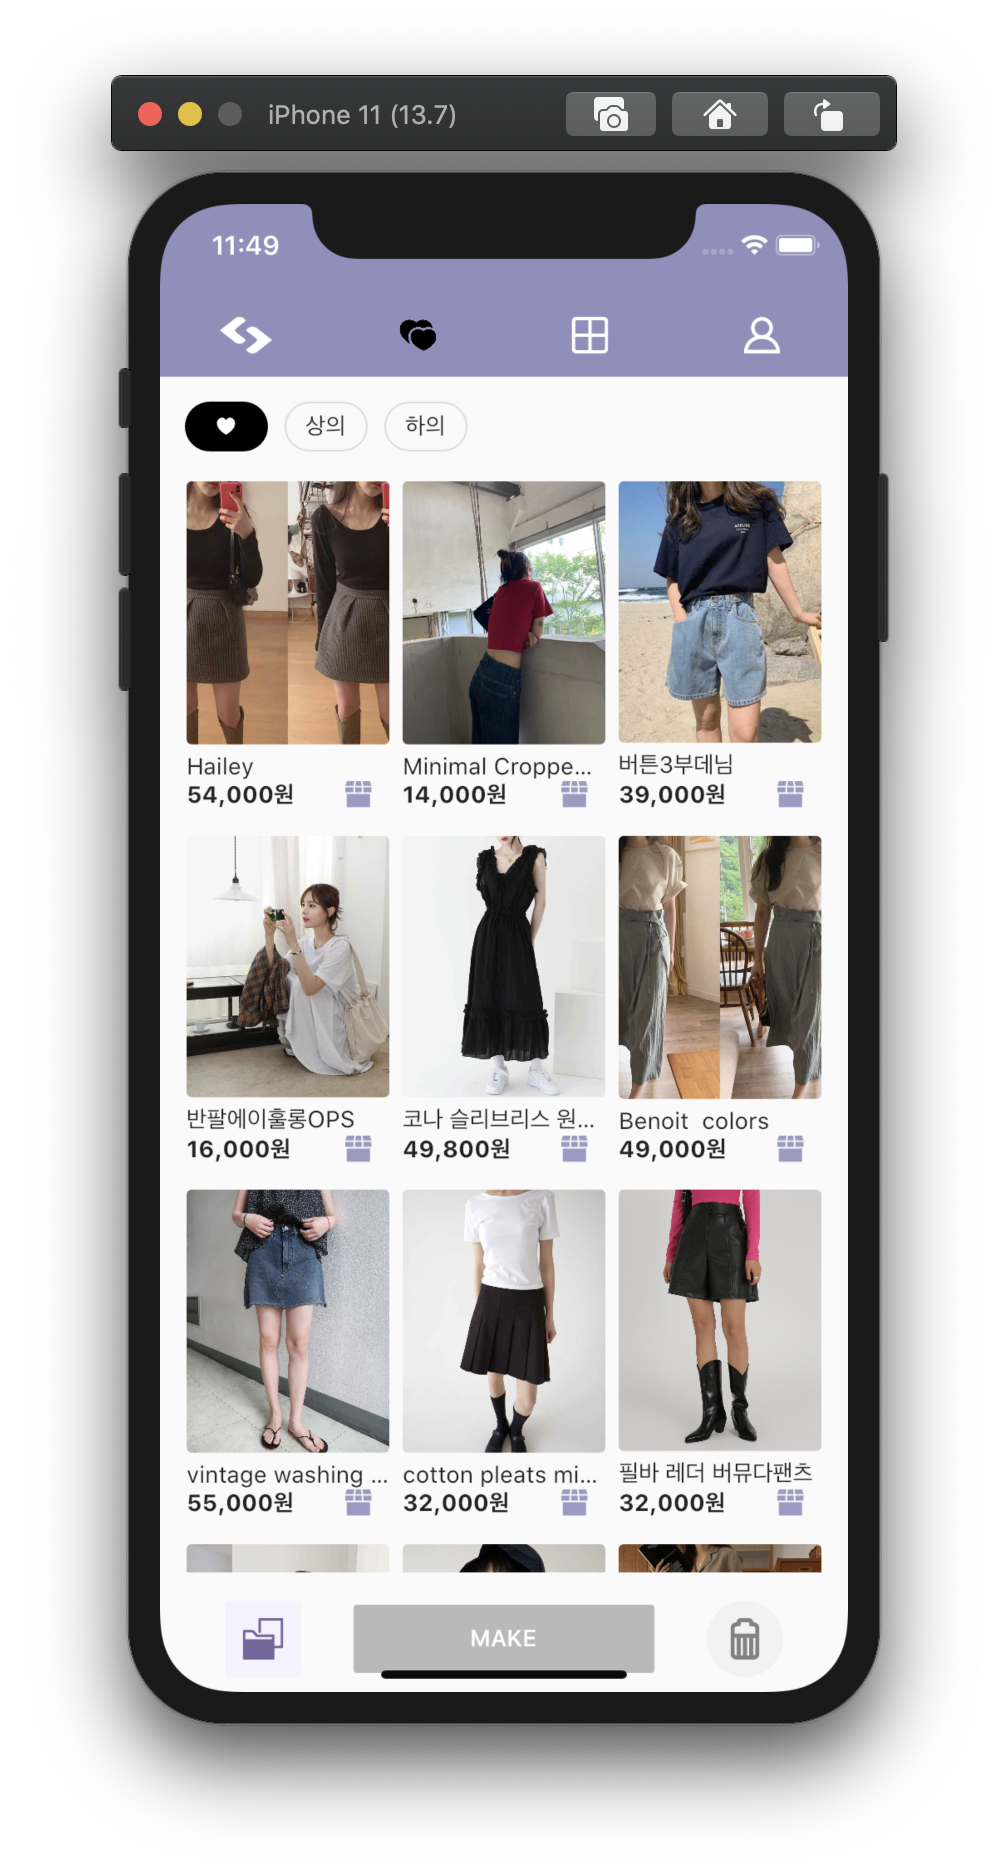 iPhone 11 (13.7)
11:49
상의
하의
Hailey
54,000원
Minimal Croppe...
14,000원
버튼3부데님
39,000원
반팔에이훌롱OPS
16,000원
코나 슬리브리스 원...
49,800원
Benoit colors
49,000원
vintage washing ...
55,000원
cotton pleats mi...
32,000원
필바 레더 버뮤다팬츠
32,000원
MAKE